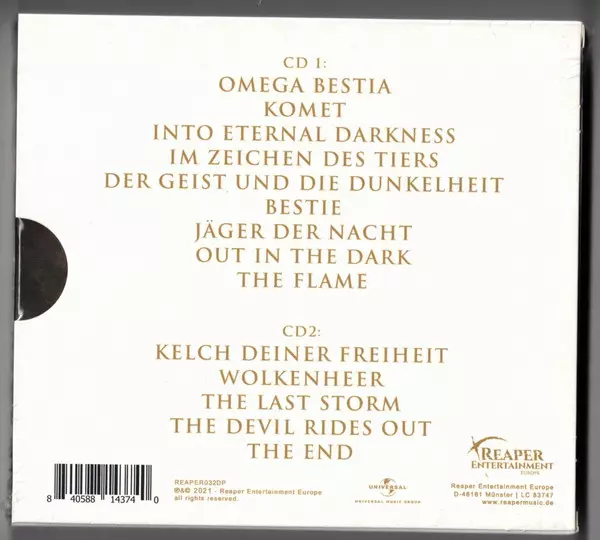 CD 1:
OMEGA BESTIA
KOMET
INTO ETERNAL DARKNESS
IM ZEICHEN DES TIERS
DER GEIST UND DIE DUNKELHEIT
BESTIE
JÄGER DER NACHT
OUT IN THE DARK
THE FLAME
CD2:
KELCH DEINER FREIHEIT
WOLKENHEER
THE LAST STORM
THE DEVIL RIDES OUT
THE END
REAPER
ENTERTAINMENT
EUROPE
8 40588 14374 0
REAPER032DP
℗&© 2021 - Reaper Entertainment Europe
all rights reserved.
UNIVERSAL
UNIVERSAL MUSIC GROUP
Reaper Entertainment Europe
D-48161 Münster | LC 83747
www.reapermusic.de